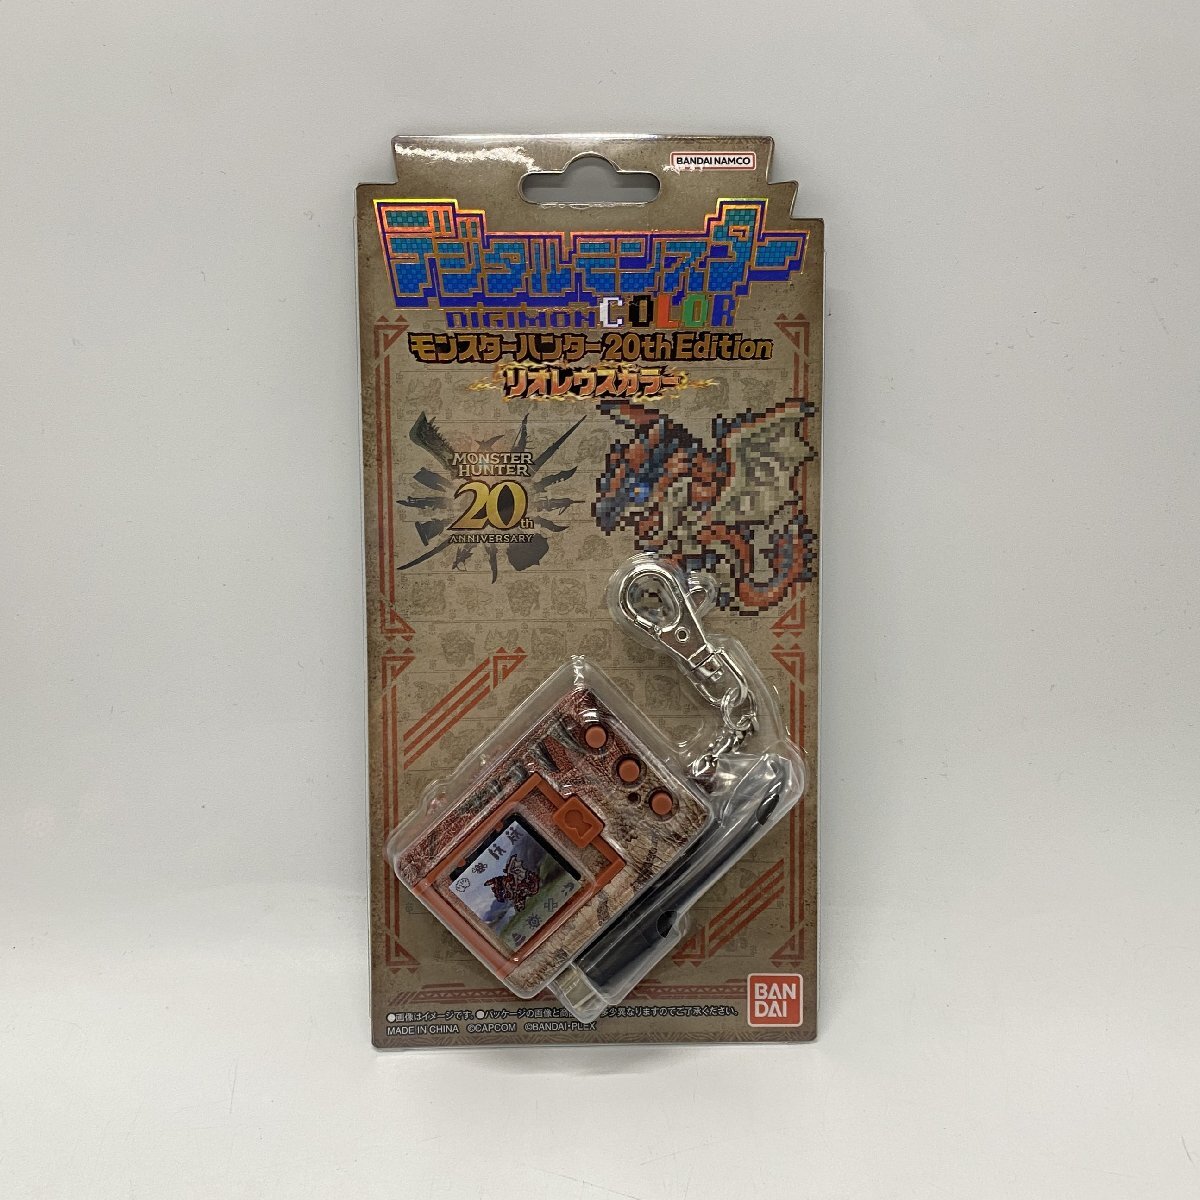 BANDAI NAMCO
デジタルモンスター
DIGIMON COLOR
モンスターハンター20th Edition
リオレウスカラー
MONSTER
HUNTER
20th
ANNIVERSARY
BAN
DAI
●画像はイメージです。●パッケージの画像と商 少異なりますのでご了承ください。
MADE IN CHINA ©CAPCOM ©BANDAI・PLEX